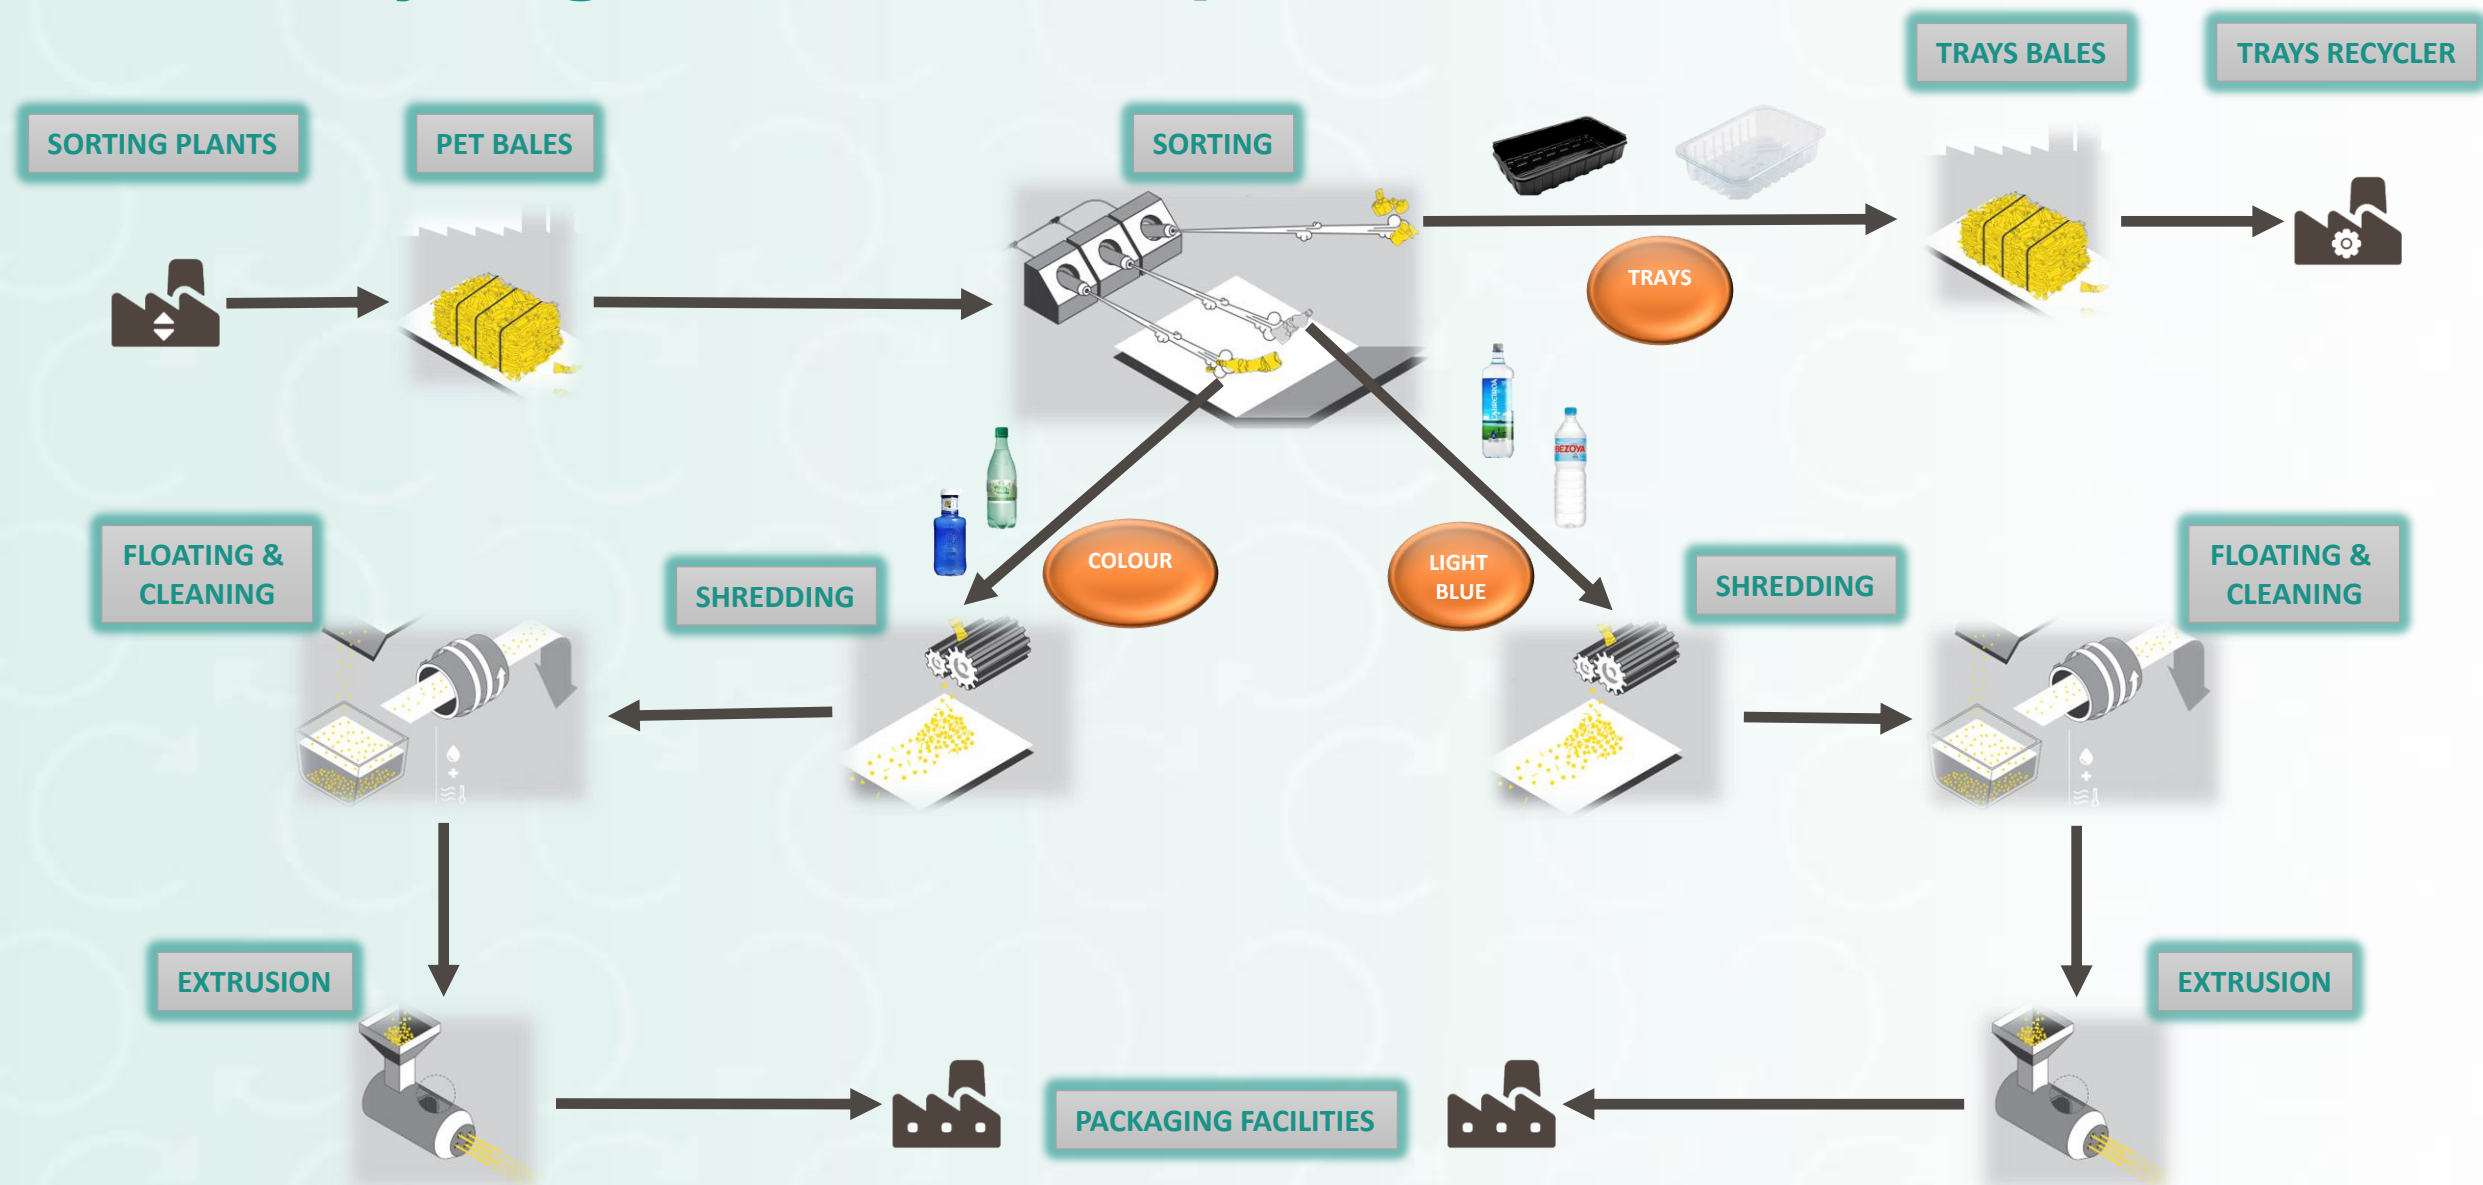 TRAYS BALES
TRAYS RECYCLER
SORTING PLANTS
PET BALES
SORTING
TRAYS
BEZOYA
COLOUR
LIGHT
BLUE
FLOATING &
CLEANING
SHREDDING
SHREDDING
FLOATING &
CLEANING
EXTRUSION
EXTRUSION
PACKAGING FACILITIES